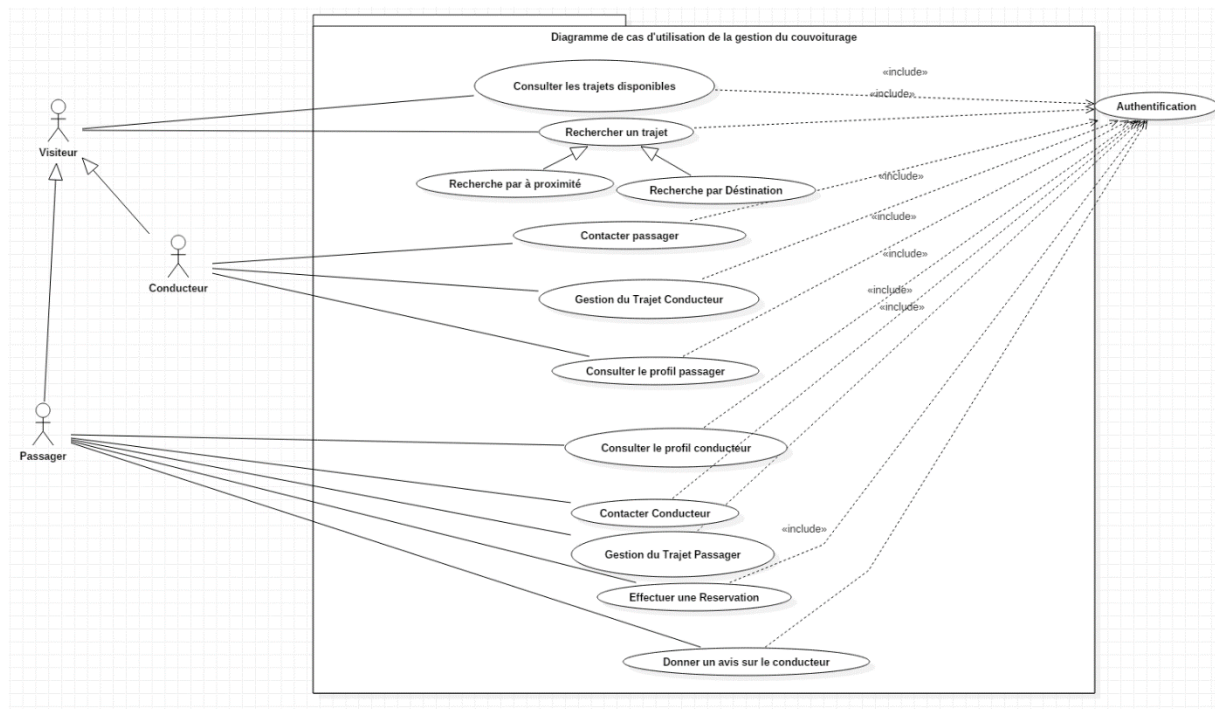 Diagramme de cas d'utilisation de la gestion du couvoiturage
Consulter les trajets disponibles
«include»
«include»
Authentification
Rechercher un trajet
Visiteur
Recherche par à proximité
Recherche par Déstination
«include»
Contacter passager
«include»
Conducteur
Gestion du Trajet Conducteur
«include»
«include»
«include»
Consulter le profil passager
Passager
Consulter le profil conducteur
Contacter Conducteur
«include»
Gestion du Trajet Passager
Effectuer une Reservation
Donner un avis sur le conducteur